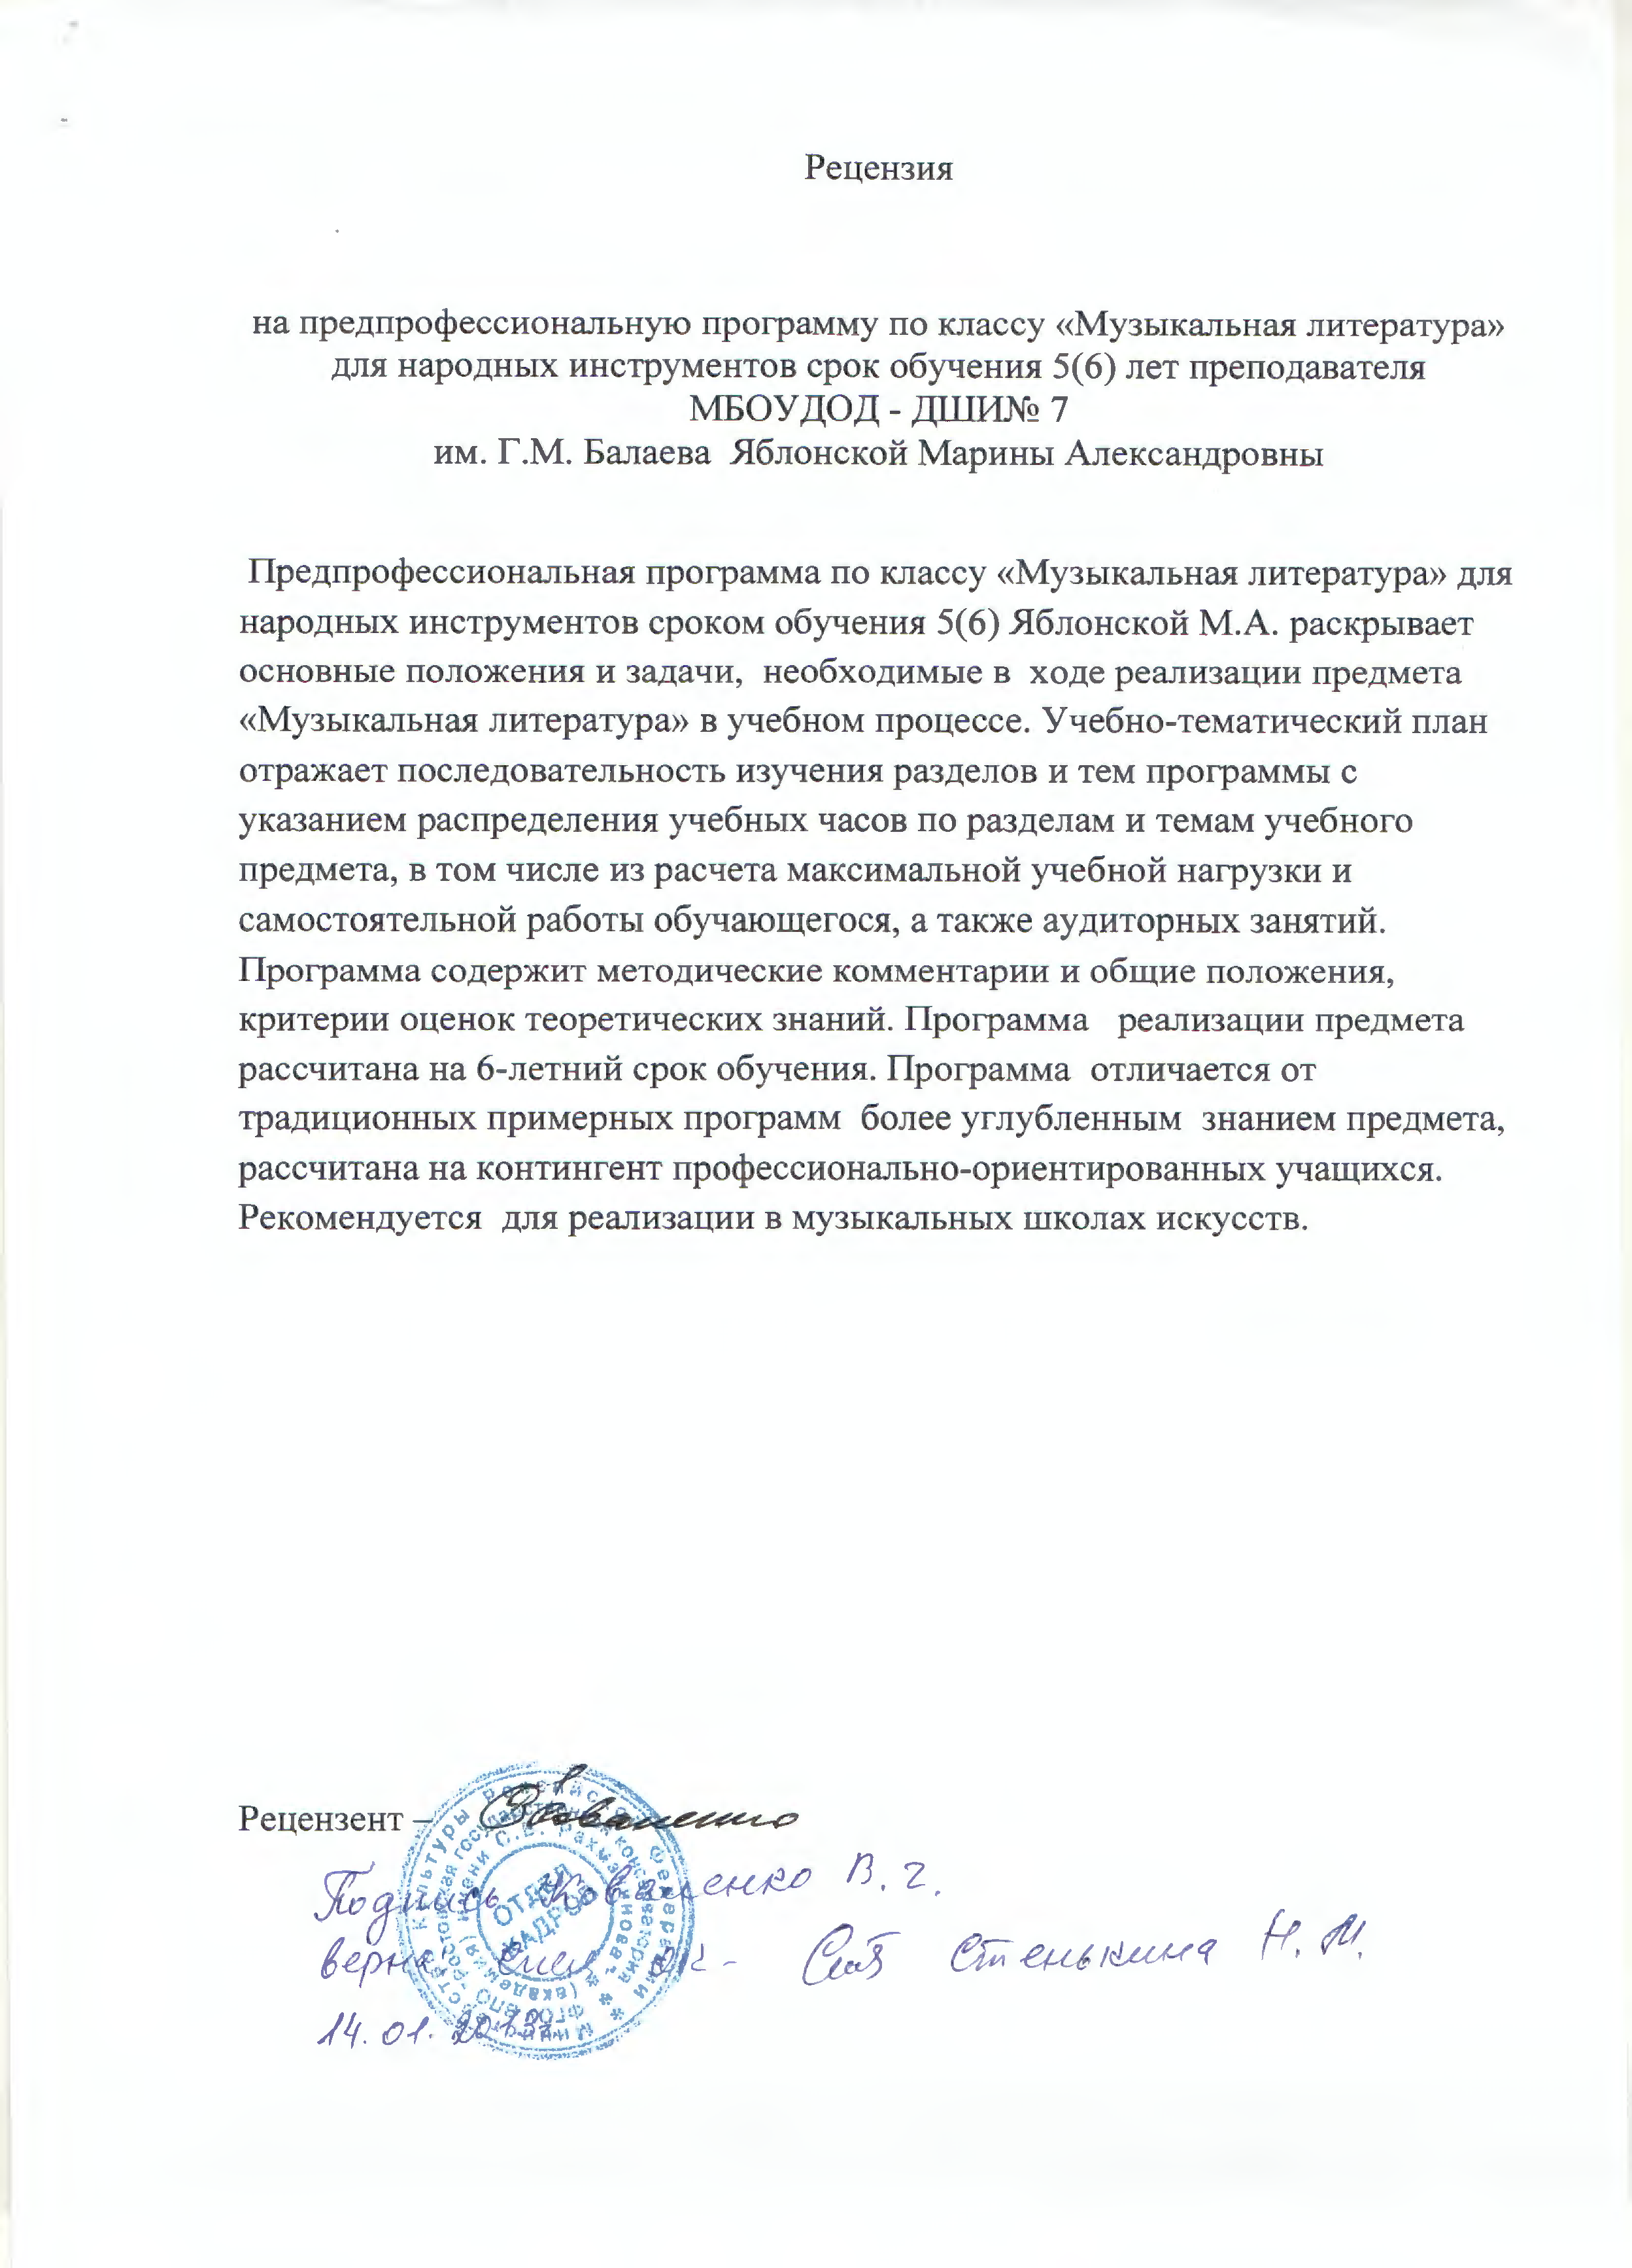 Рецензия
на предпрофессиональную программу по классу «Музыкальная литература»
для народных инструментов срок обучения 5(6) лет преподавателя
МБОУДОД - ДШИ№ 7
им. Г.М. Балаева  Яблонской Марины Александровны
Предпрофессиональная программа по классу «Музыкальная литература» для
народных инструментов сроком обучения 5(6) Яблонской М.А. раскрывает
основные положения и задачи,  необходимые в  ходе реализации предмета
«Музыкальная литература» в учебном процессе. Учебно-тематический план
отражает последовательность изучения разделов и тем программы с
указанием распределения учебных часов по разделам и темам учебного
предмета, в том числе из расчета максимальной учебной нагрузки и
самостоятельной работы обучающегося, а также аудиторных занятий.
Программа содержит методические комментарии и общие положения,
критерии оценок теоретических знаний. Программа   реализации предмета
рассчитана на 6-летний срок обучения. Программа  отличается от
традиционных примерных программ  более углубленным  знанием предмета,
рассчитана на контингент профессионально-ориентированных учащихся.
Рекомендуется  для реализации в музыкальных школах искусств.
Рецензент –
Подпись Коваленко В.Г.
верна: Стенькина Н.М.
14.01.
ОТДЕЛ
КАДРОВ